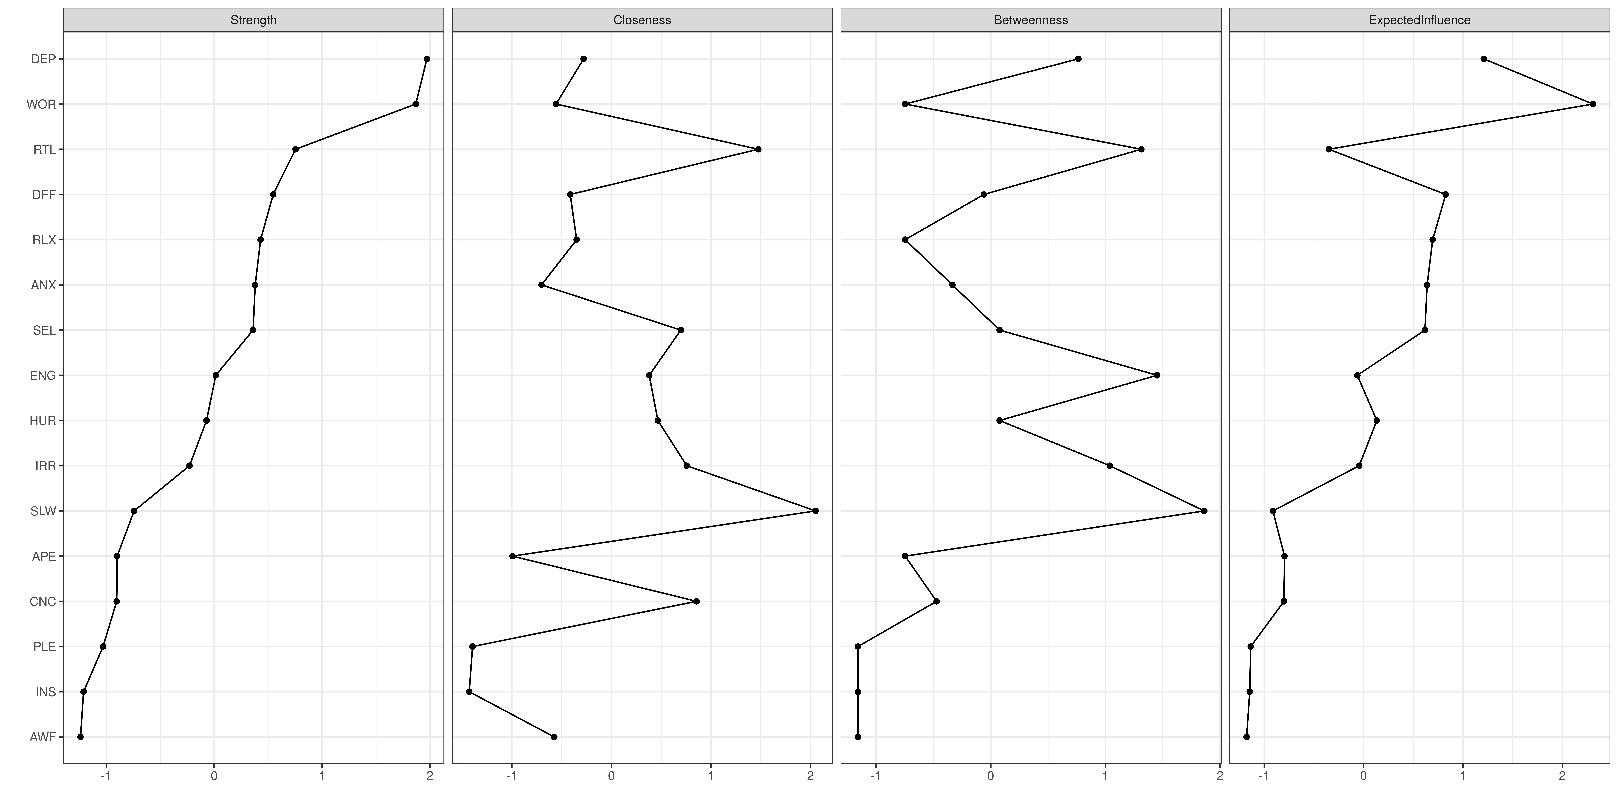 Strength Closeness Betweenness ExpectedInfluence
DEP
WOR
RTL
DFF
RLX
ANX
SEL
ENG
HUR
IRR
SLW
APE
CNC
PLE
INS
AWF
-1 0 1 2 -1 0 1 2 -1 0 1 2 -1 0 1 2